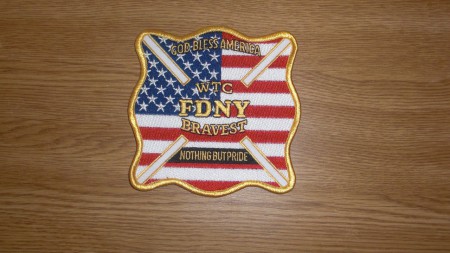 GOD BLESS AMERICA
WTC
FDNY
BRAVEST
NOTHING BUT PRIDE